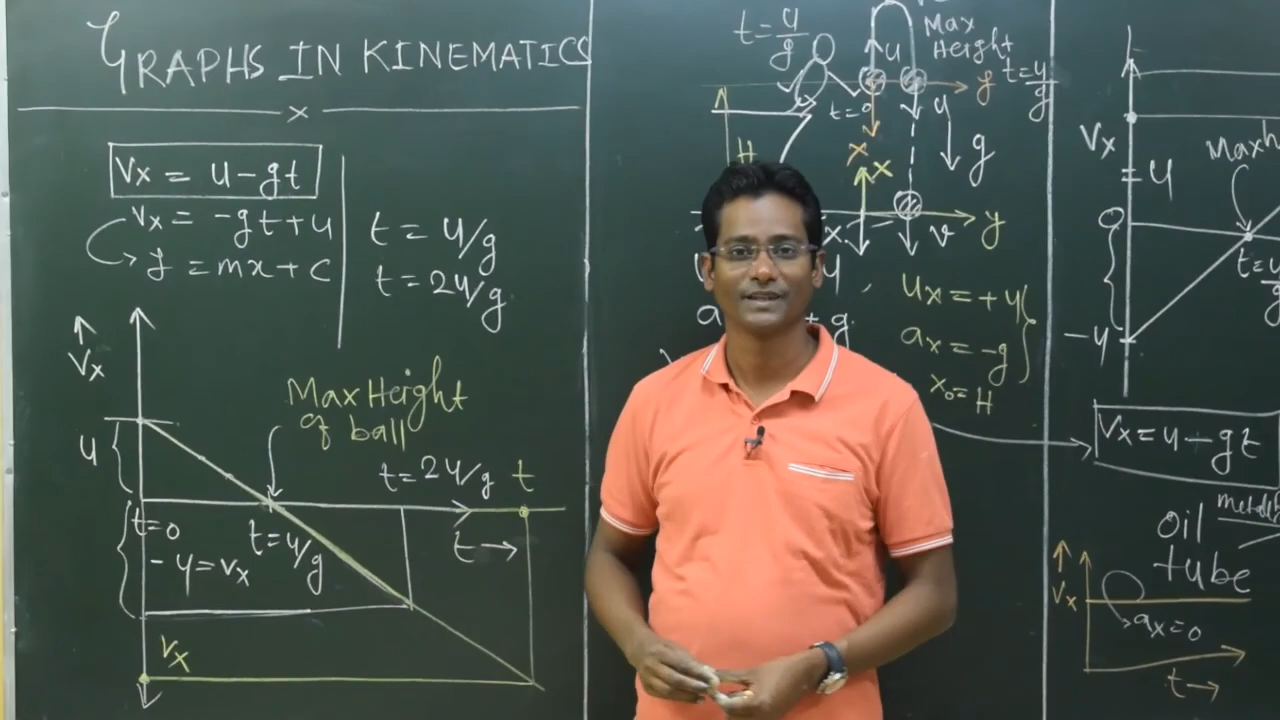 GRAPHS IN KINEMATICS
x
Vx = u-gt
vx = -gt+u
y = mx+c
t = u/g
t = 2u/g
Vx
u
Max Height
of ball
t=2u/g
t
t=0
-u=vx
t=u/g
t→
Vx
t=u/g
u
Max
Height
t=u/g
y
t=0
u
g
H
x
x
x
v
y
g
ux = +u
ax = -g
x0 = H
Vx
= u
0
-u
Vx=u-gt
Oil
tube
Vx
ax=0
t→